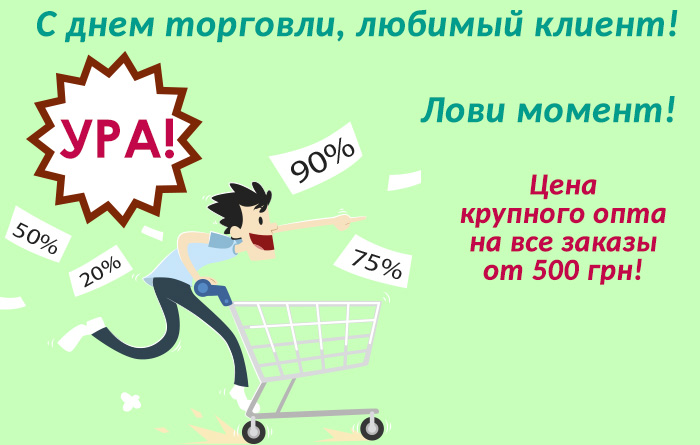 С днем торговли, любимый клиент!
УРА!
Лови момент!
90%
Цена
крупного опта
на все заказы
от 500 грн!
50%
20%
75%